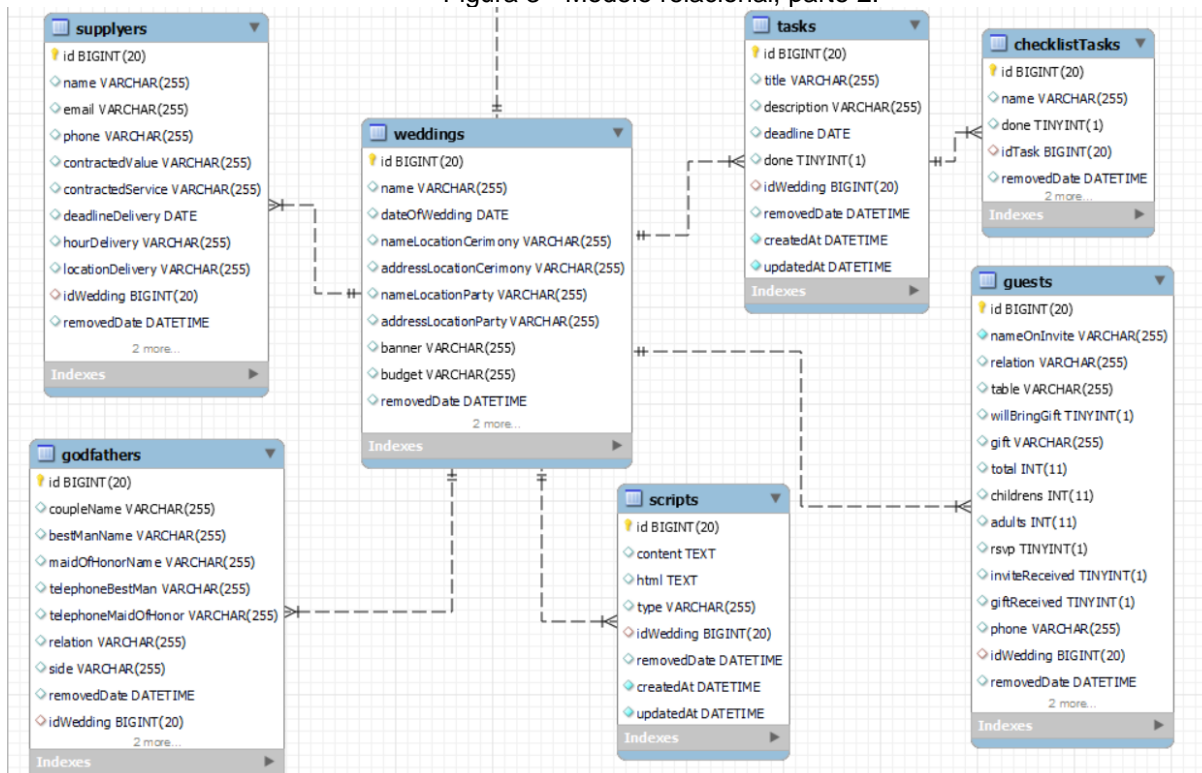 Figura 8 - Modelo relacional, parte 2.
supplyers
id BIGINT(20)
name VARCHAR(255)
email VARCHAR(255)
phone VARCHAR(255)
contractedValue VARCHAR(255)
contractedService VARCHAR(255)
deadlineDelivery DATE
hourDelivery VARCHAR(255)
locationDelivery VARCHAR(255)
idWedding BIGINT(20)
removedDate DATETIME
2 more...
Indexes
weddings
id BIGINT(20)
name VARCHAR(255)
dateOfWedding DATE
nameLocationCerimony VARCHAR(255)
addressLocationCerimony VARCHAR(255)
nameLocationParty VARCHAR(255)
addressLocationParty VARCHAR(255)
banner VARCHAR(255)
budget VARCHAR(255)
removedDate DATETIME
2 more...
Indexes
tasks
id BIGINT(20)
title VARCHAR(255)
description VARCHAR(255)
deadline DATE
done TINYINT(1)
idWedding BIGINT(20)
removedDate DATETIME
createdAt DATETIME
updatedAt DATETIME
Indexes
checklistTasks
id BIGINT(20)
name VARCHAR(255)
done TINYINT(1)
idTask BIGINT(20)
removedDate DATETIME
2 more...
Indexes
guests
id BIGINT(20)
nameOnInvite VARCHAR(255)
relation VARCHAR(255)
table VARCHAR(255)
willBringGift TINYINT(1)
gift VARCHAR(255)
total INT(11)
childrens INT(11)
adults INT(11)
rsvp TINYINT(1)
inviteReceived TINYINT(1)
giftReceived TINYINT(1)
phone VARCHAR(255)
idWedding BIGINT(20)
removedDate DATETIME
2 more...
Indexes
godfathers
id BIGINT(20)
coupleName VARCHAR(255)
bestManName VARCHAR(255)
maidOfHonorName VARCHAR(255)
telephoneBestMan VARCHAR(255)
telephoneMaidOfHonor VARCHAR(255)
relation VARCHAR(255)
side VARCHAR(255)
removedDate DATETIME
idWedding BIGINT(20)
2 more...
Indexes
scripts
id BIGINT(20)
content TEXT
html TEXT
type VARCHAR(255)
idWedding BIGINT(20)
removedDate DATETIME
createdAt DATETIME
updatedAt DATETIME
Indexes